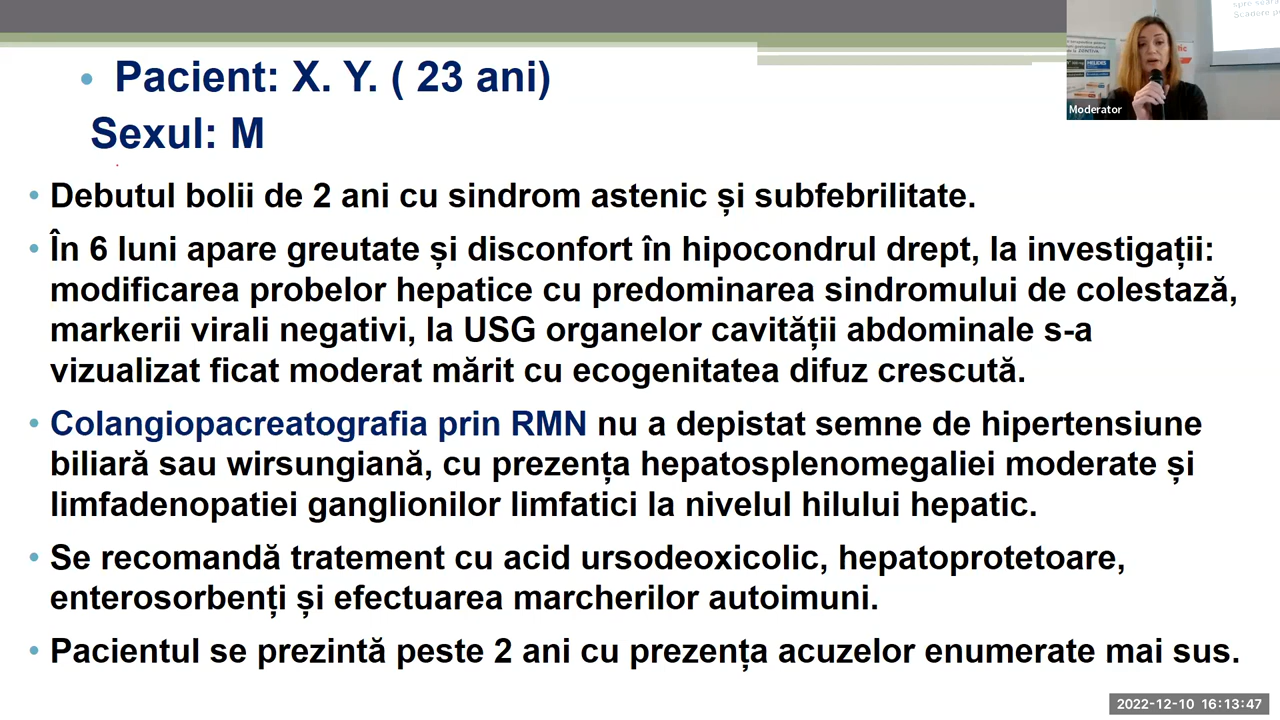 Pacient: X. Y. ( 23 ani)
Sexul: M
Debutul bolii de 2 ani cu sindrom astenic și subfebrilitate.
În 6 luni apare greutate și disconfort în hipocondrul drept, la investigații:
modificarea probelor hepatice cu predominarea sindromului de colestază,
markerii virali negativi, la USG organelor cavității abdominale s-a
vizualizat ficat moderat mărit cu ecogenitatea difuz crescută.
Colangiopacreatografia prin RMN nu a depistat semne de hipertensiune
biliară sau wirsungiană, cu prezența hepatosplenomegaliei moderate și
limfadenopatiei ganglionilor limfatici la nivelul hilului hepatic.
Se recomandă tratement cu acid ursodeoxicolic, hepatoprotetoare,
enterosorbenți și efectuarea marcherilor autoimuni.
Pacientul se prezintă peste 2 ani cu prezența acuzelor enumerate mai sus.
Moderator
2022-12-10 16:13:47